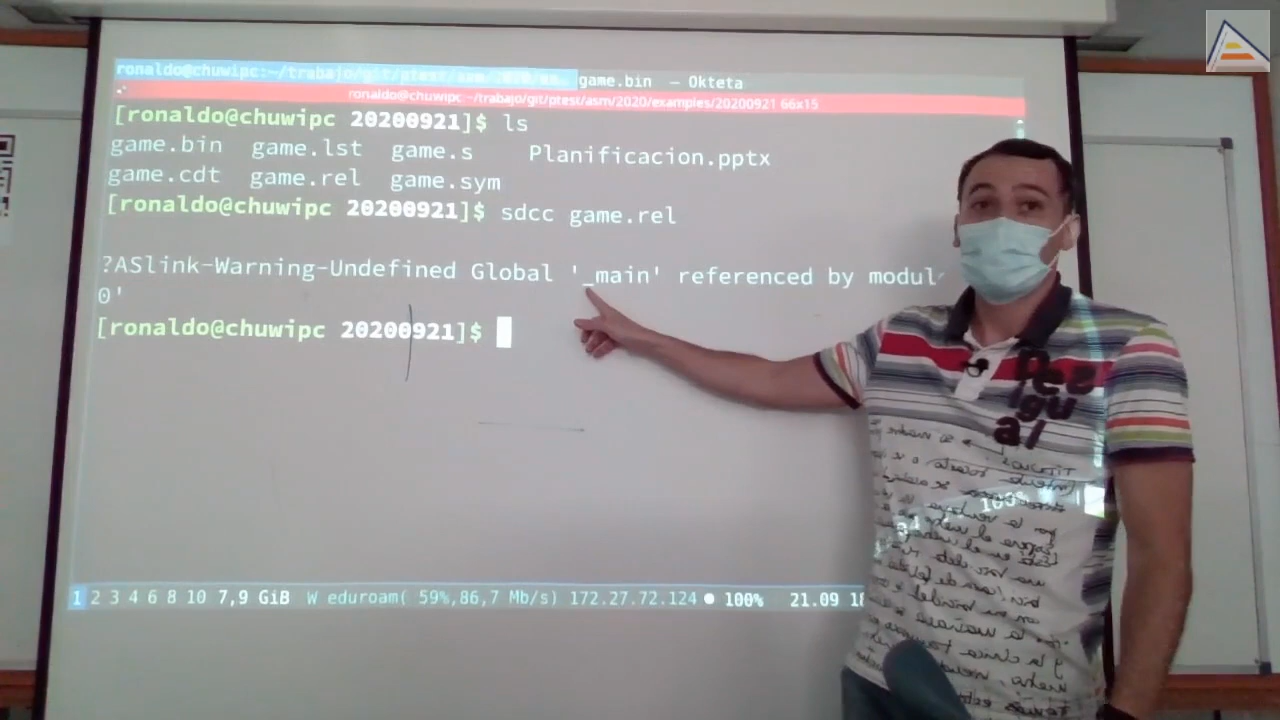 ronaldo@chuwipc:~/trabajo/git/ptest/asm/2020/ex… game.bin — Okteta
ronaldo@chuwipc:~/trabajo/git/ptest/asm/2020/examples/20200921 66x15
[ronaldo@chuwipc 20200921]$ ls
game.bin game.lst game.s Planificacion.pptx
game.cdt game.rel game.sym
[ronaldo@chuwipc 20200921]$ sdcc game.rel
?ASlink-Warning-Undefined Global '_main' referenced by modul
0'
[ronaldo@chuwipc 20200921]$
1 2 3 4 6 8 10 7,9 GiB W eduroam( 59%,86,7 Mb/s) 172.27.72.124 100% 21.09 18
Des
igu
al